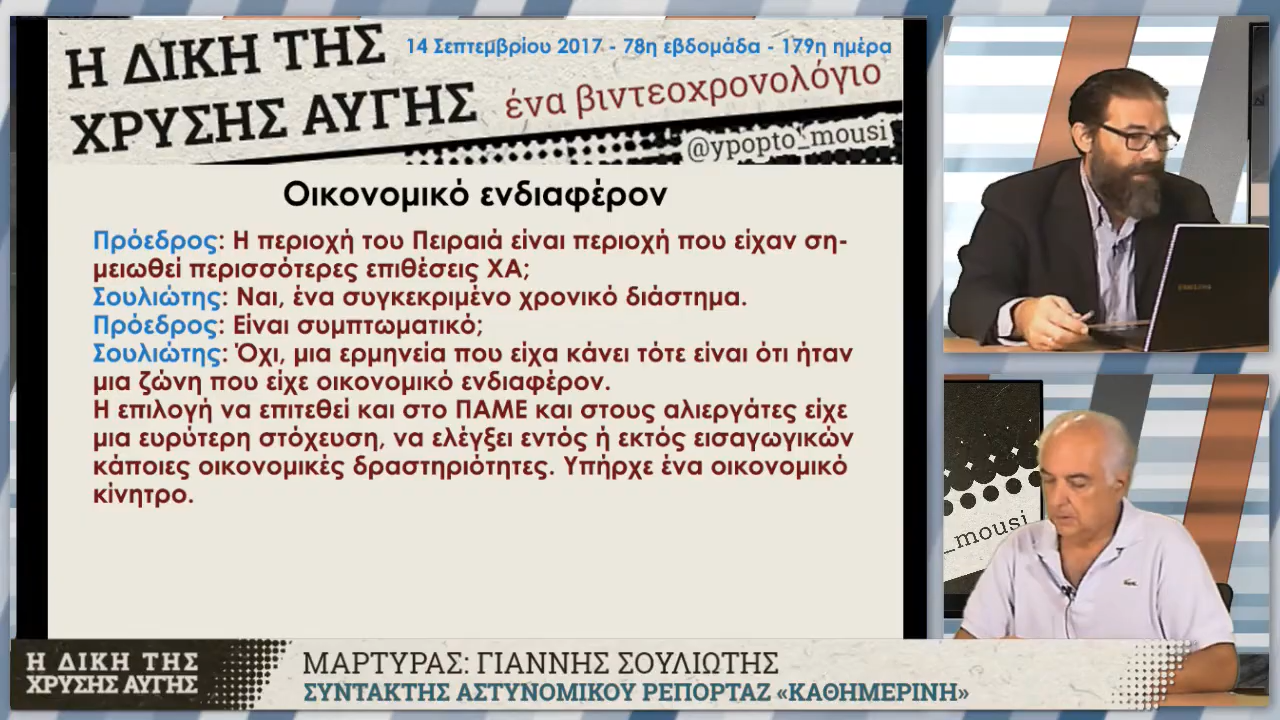 Η ΔΙΚΗ ΤΗΣ
ΧΡΥΣΗΣ ΑΥΓΗΣ
14 Σεπτεμβρίου 2017 - 78η εβδομάδα - 179η ημέρα
ένα βιντεοχρονολόγιο
@ypopto_mousi
Οικονομικό ενδιαφέρον
Πρόεδρος: Η περιοχή του Πειραιά είναι περιοχή που είχαν ση-
μειωθεί περισσότερες επιθέσεις ΧΑ;
Σουλιώτης: Ναι, ένα συγκεκριμένο χρονικό διάστημα.
Πρόεδρος: Είναι συμπτωματικό;
Σουλιώτης: Όχι, μια ερμηνεία που είχα κάνει τότε είναι ότι ήταν
μια ζώνη που είχε οικονομικό ενδιαφέρον.
Η επιλογή να επιτεθεί και στο ΠΑΜΕ και στους αλιεργάτες είχε
μια ευρύτερη στόχευση, να ελέγξει εντός ή εκτός εισαγωγικών
κάποιες οικονομικές δραστηριότητες. Υπήρχε ένα οικονομικό
κίνητρο.
SAMSUNG
_mousi
Η ΔΙΚΗ ΤΗΣ
ΧΡΥΣΗΣ ΑΥΓΗΣ
ΜΑΡΤΥΡΑΣ: ΓΙΑΝΝΗΣ ΣΟΥΛΙΩΤΗΣ
ΣΥΝΤΑΚΤΗΣ ΑΣΤΥΝΟΜΙΚΟΥ ΡΕΠΟΡΤΑΖ «ΚΑΘΗΜΕΡΙΝΗ»